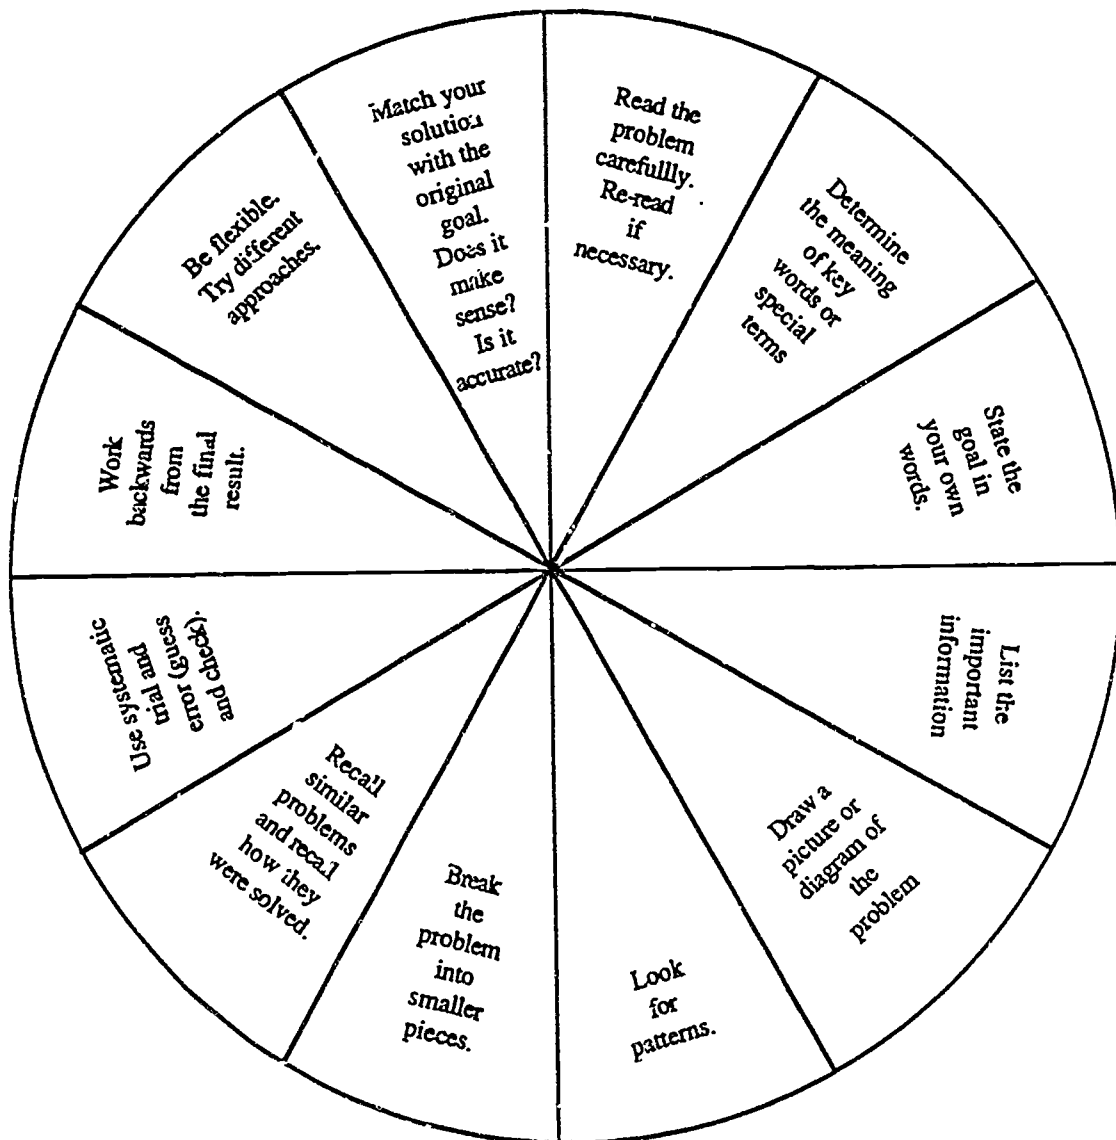 Read the
problem
carefullly.
Re-read
if
necessary.
Determine
the meaning
of key
words or
special
terms
State the
goal in
your own
words.
List the
important
information
Draw a
picture or
diagram of
the
problem
Look
for
patterns.
Break
the
problem
into
smaller
pieces.
Recall
similar
problems
and recall
how they
were solved.
Use systematic
trial and
error (guess
and check).
Work
backwards
from
the final
result.
Be flexible.
Try different
approaches.
Match your
solution
with the
original
goal.
Does it
make
sense?
Is it
accurate?